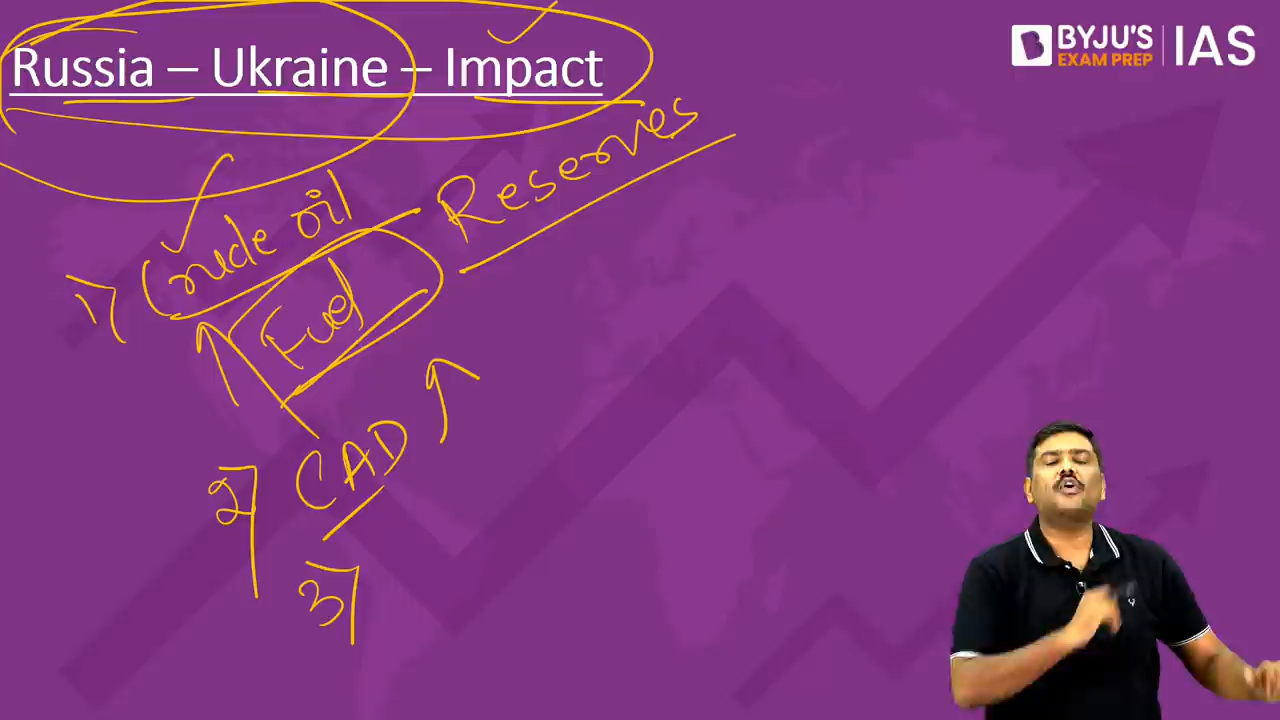 Russia – Ukraine – Impact
BYJU'S
EXAM PREP
IAS
1) Crude oil
Reserves
Fuel
2) CAD
3)